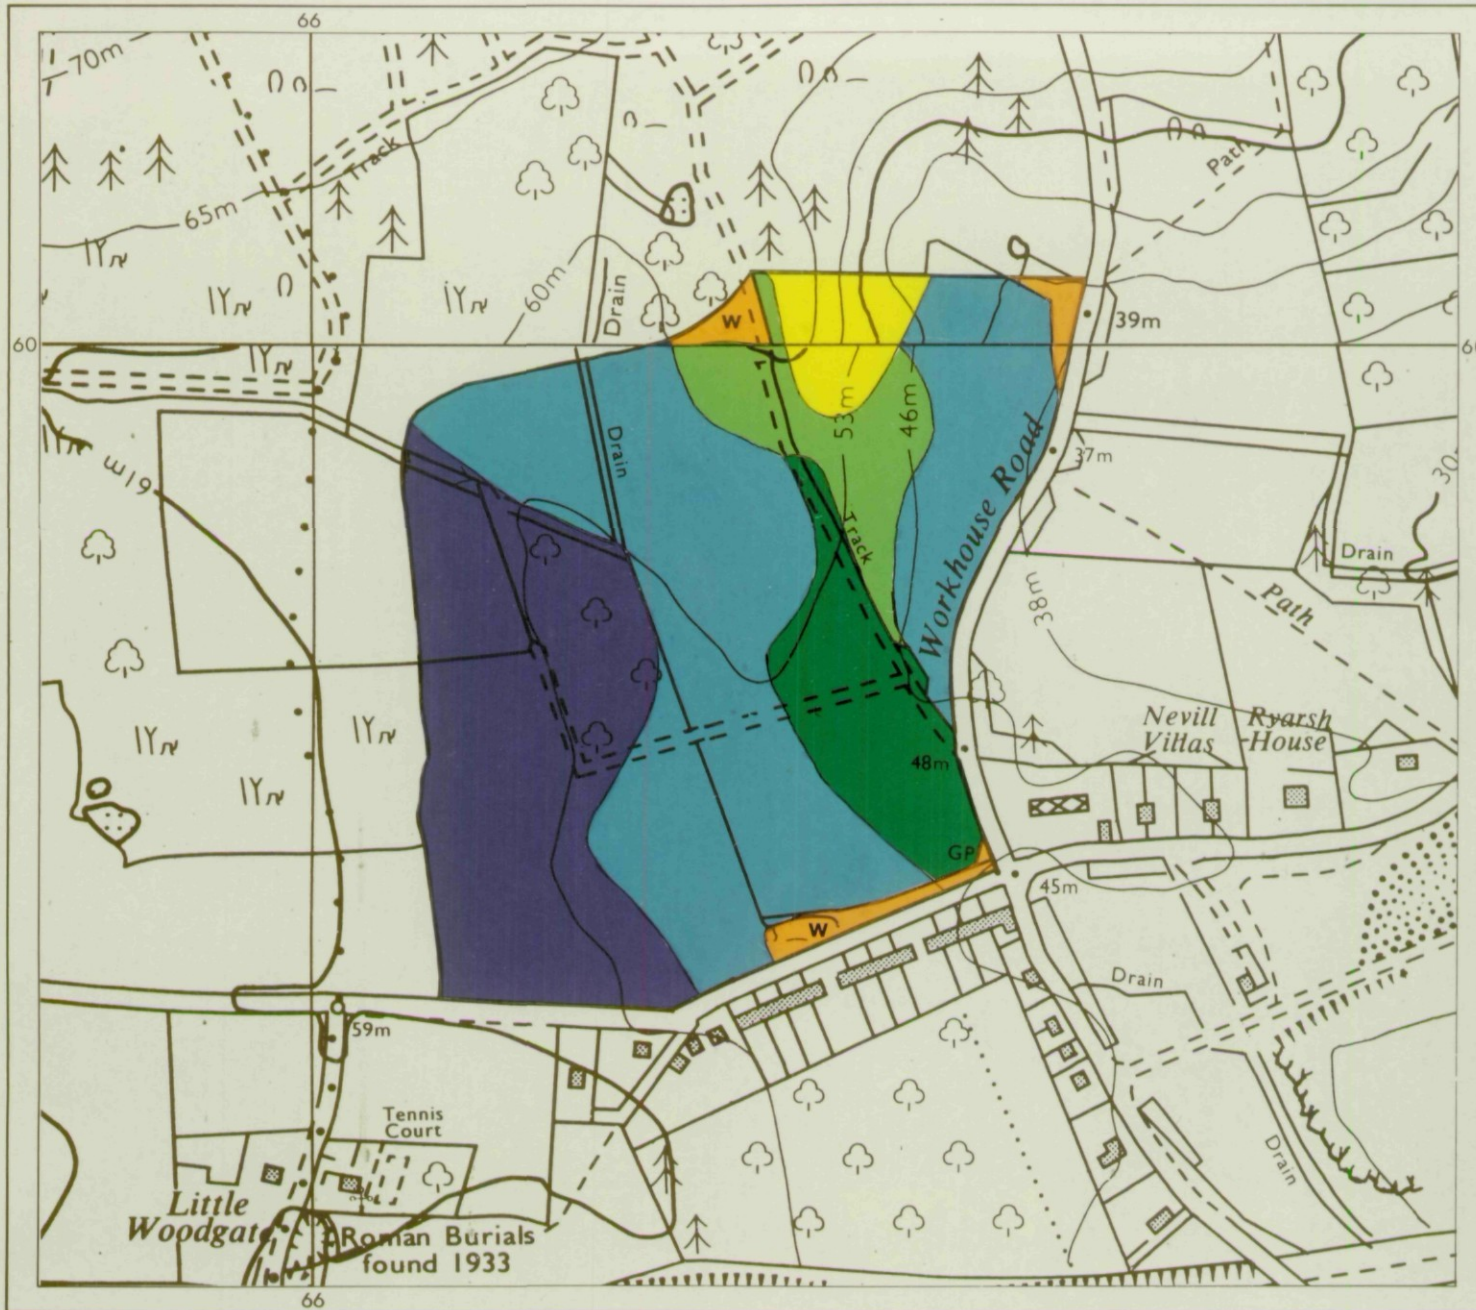 66
70m
Track
Path
65m
60m
Drain
W
39m
60
60
53m
46m
Drain
Workhouse Road
37m
61m
30
Track
Drain
38m
Path
Nevill
Villas
Ryarsh
House
48m
GP
45m
W
Drain
59m
Tennis
Court
Drain
Little
Woodgate
Roman Burials
found 1933
66